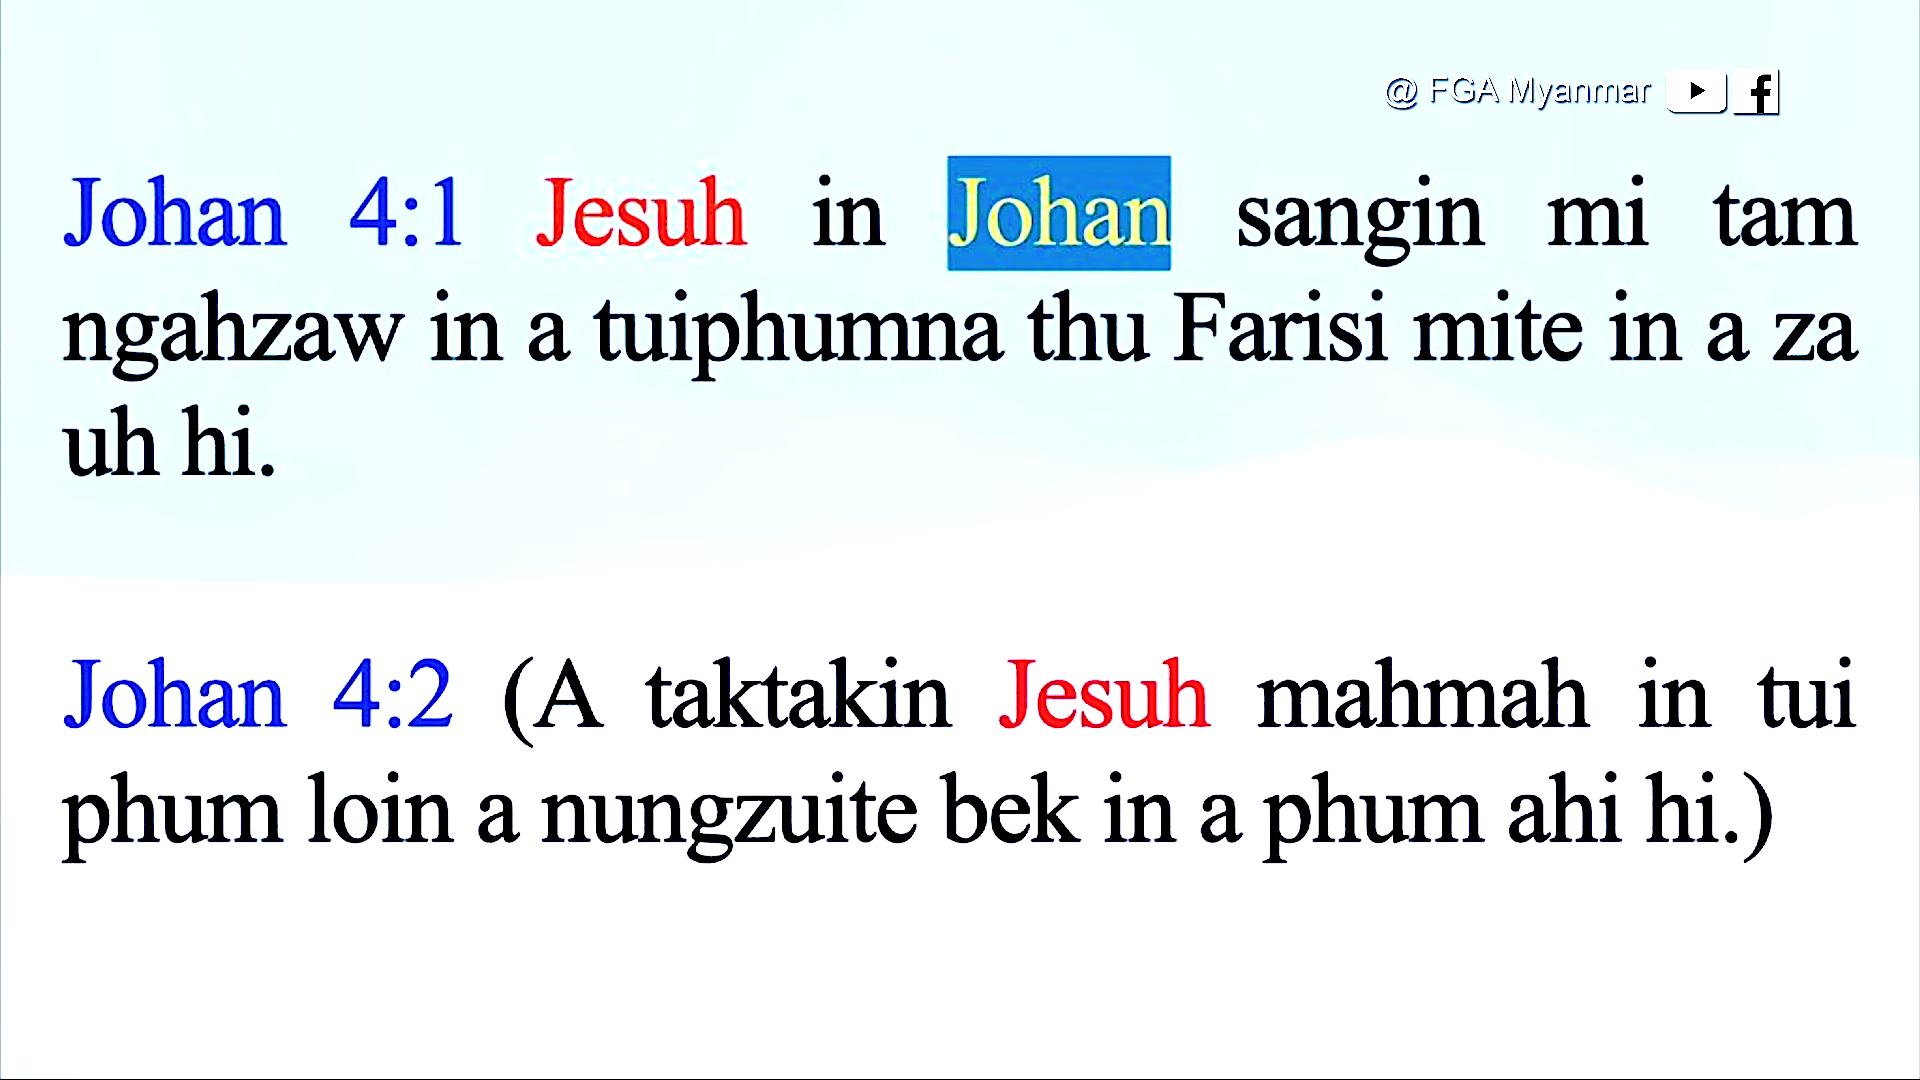 @ FGA Myanmar
Johan 4:1 Jesuh in Johan sangin mi tam
ngahzaw in a tuiphumna thu Farisi mite in a za
uh hi.
Johan 4:2 (A taktakin Jesuh mahmah in tui
phum loin a nungzuite bek in a phum ahi hi.)